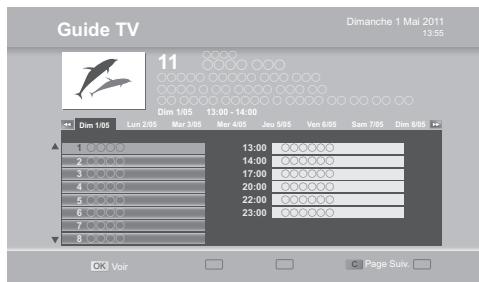 Guide TV
Dimanche 1 Mai 2011
13:55
11
Dim 1/05 13:00 - 14:00
Dim 1/05 Lun 2/05 Mar 3/05 Mer 4/05 Jeu 5/05 Ven 6/05 Sam 7/05 Dim 8/05
1 13:00
2 14:00
3 17:00
4 20:00
5 22:00
6 23:00
7
8
OK Voir
C Page Suiv.